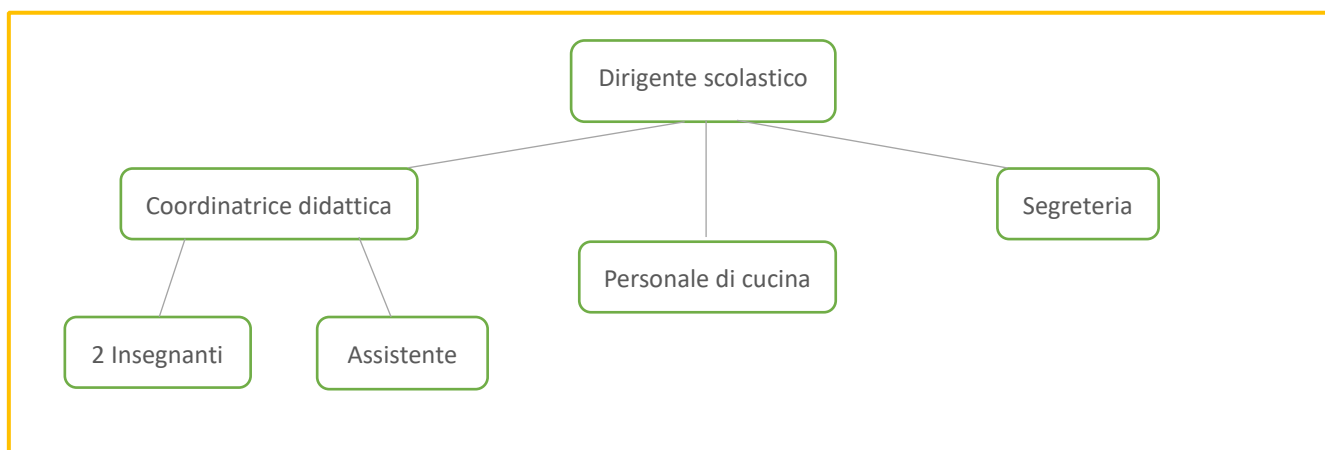 Dirigente scolastico
Coordinatrice didattica
Segreteria
Personale di cucina
2 Insegnanti
Assistente